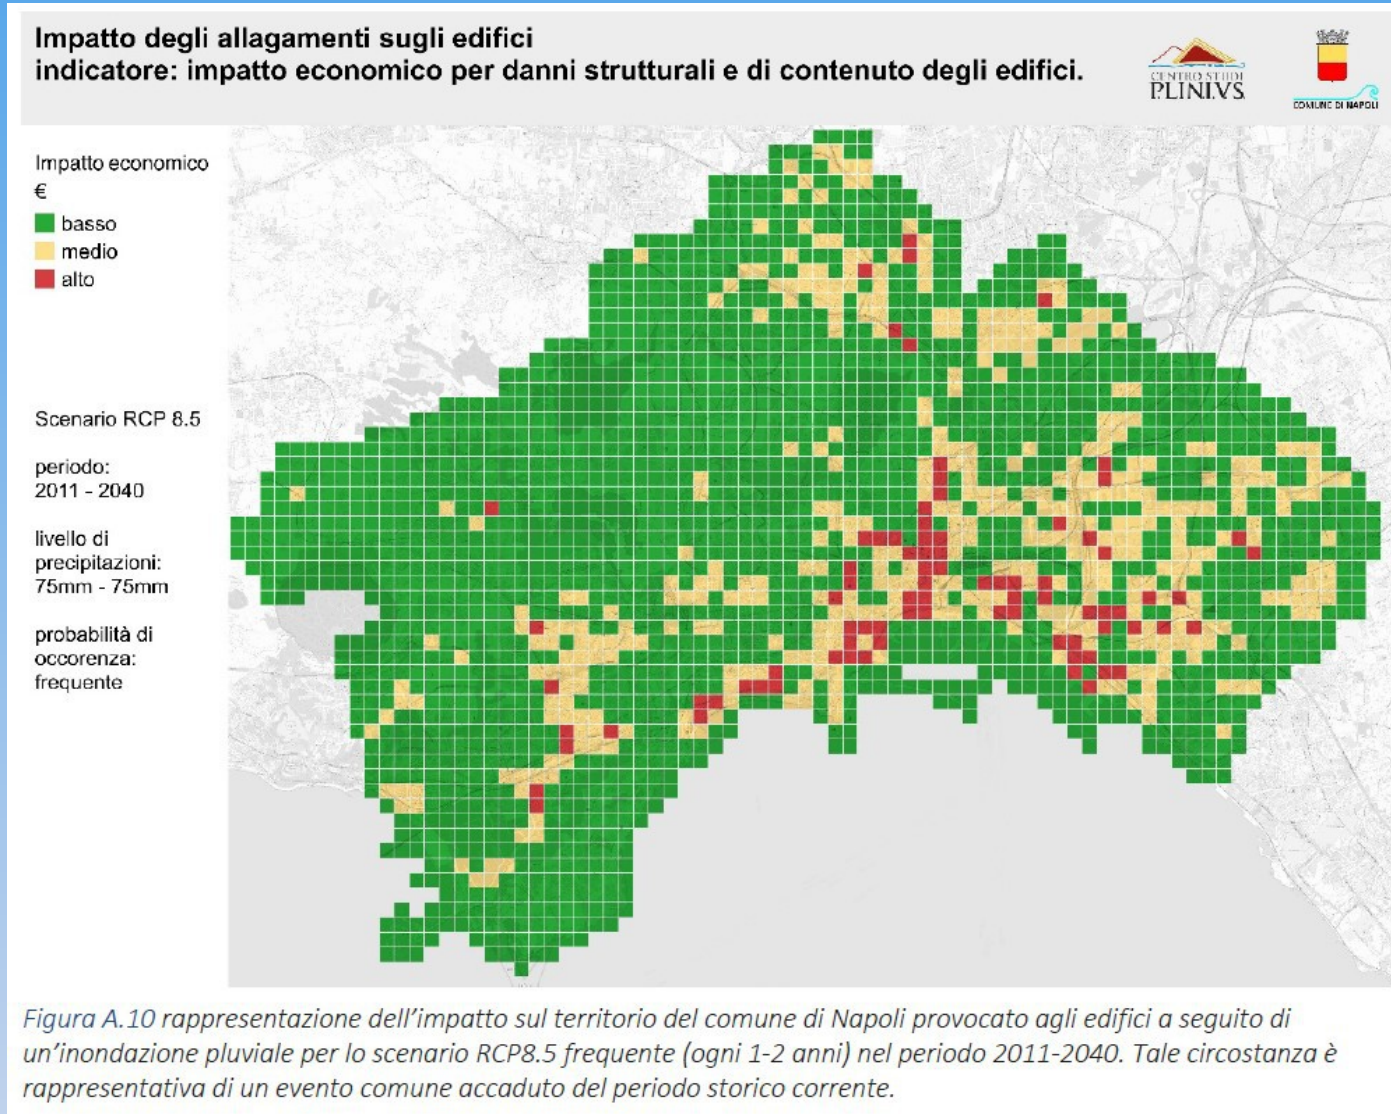 Impatto degli allagamenti sugli edifici
indicatore: impatto economico per danni strutturali e di contenuto degli edifici.
CENTRO STUDI
PLINIVS
COMUNE DI NAPOLI
Impatto economico
€
basso
medio
alto
Scenario RCP 8.5
periodo:
2011 - 2040
livello di
precipitazioni:
75mm - 75mm
probabilità di
occorenza:
frequente
Figura A.10 rappresentazione dell'impatto sul territorio del comune di Napoli provocato agli edifici a seguito di
un'inondazione pluviale per lo scenario RCP8.5 frequente (ogni 1-2 anni) nel periodo 2011-2040. Tale circostanza è
rappresentativa di un evento comune accaduto del periodo storico corrente.